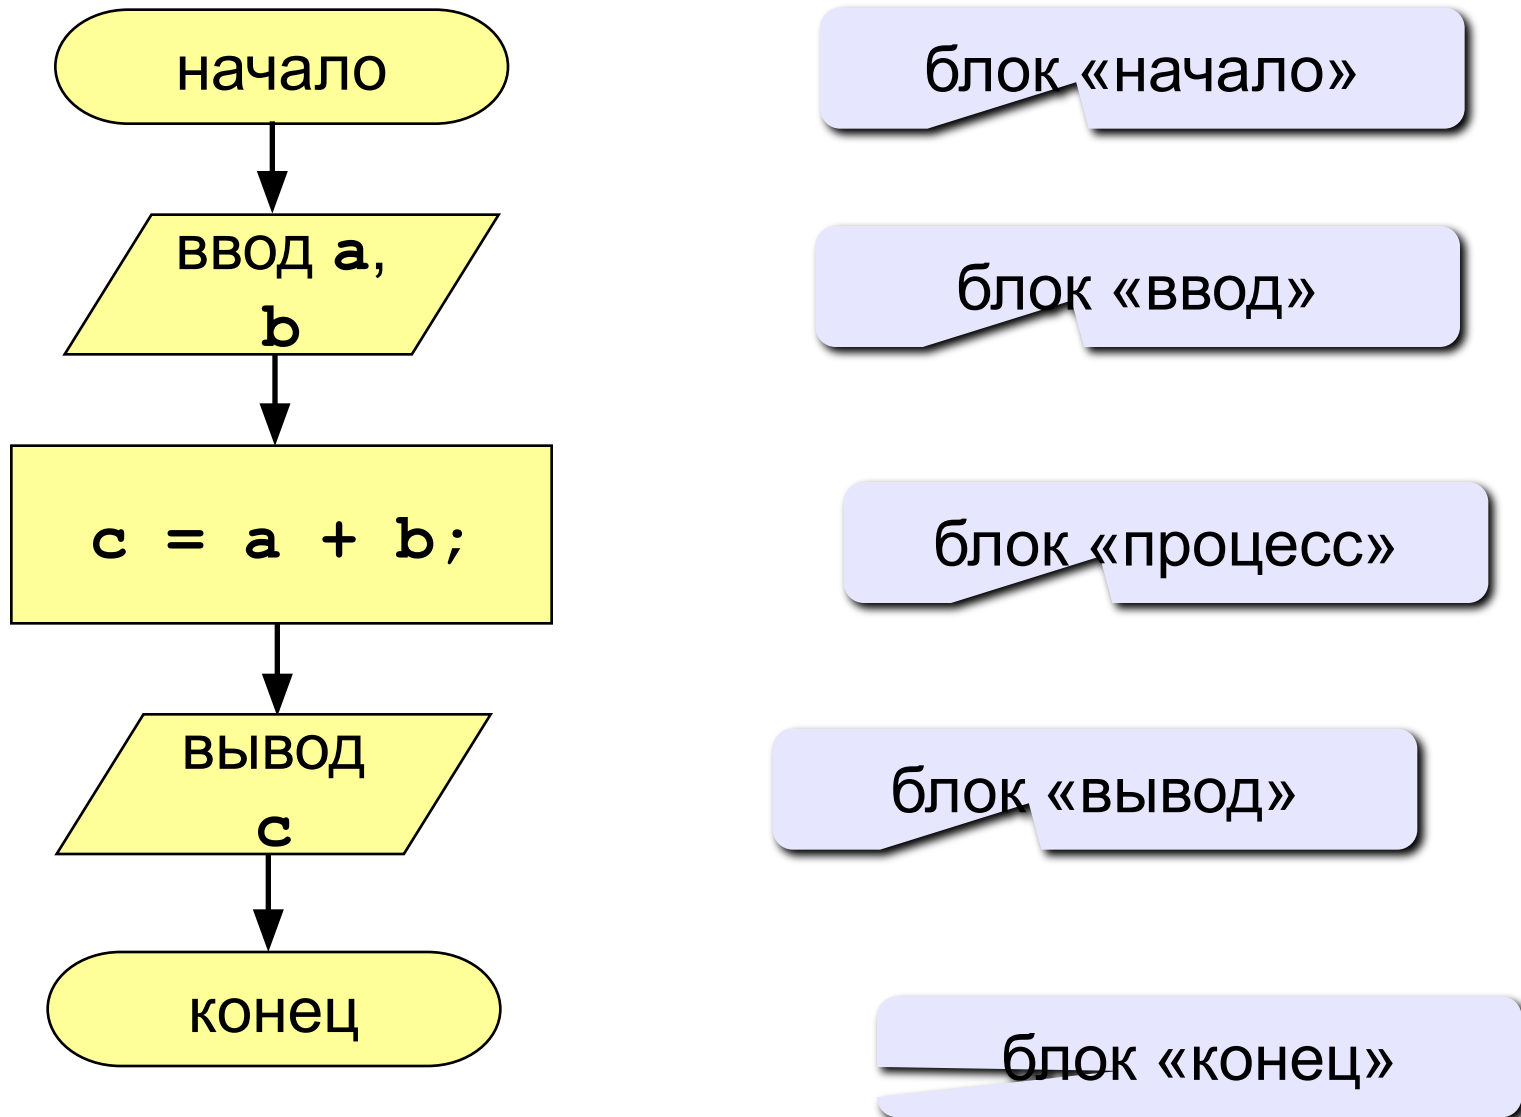 начало
блок «начало»
ввод a,
b
блок «ввод»
c = a + b;
блок «процесс»
вывод
c
блок «вывод»
конец
блок «конец»